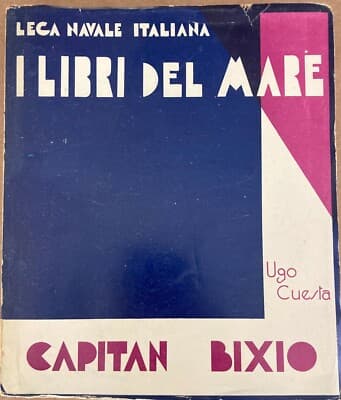 LEGA NAVALE ITALIANA
I LIBRI DEL MARE
Ugo
Cuesta
CAPITAN BIXIO